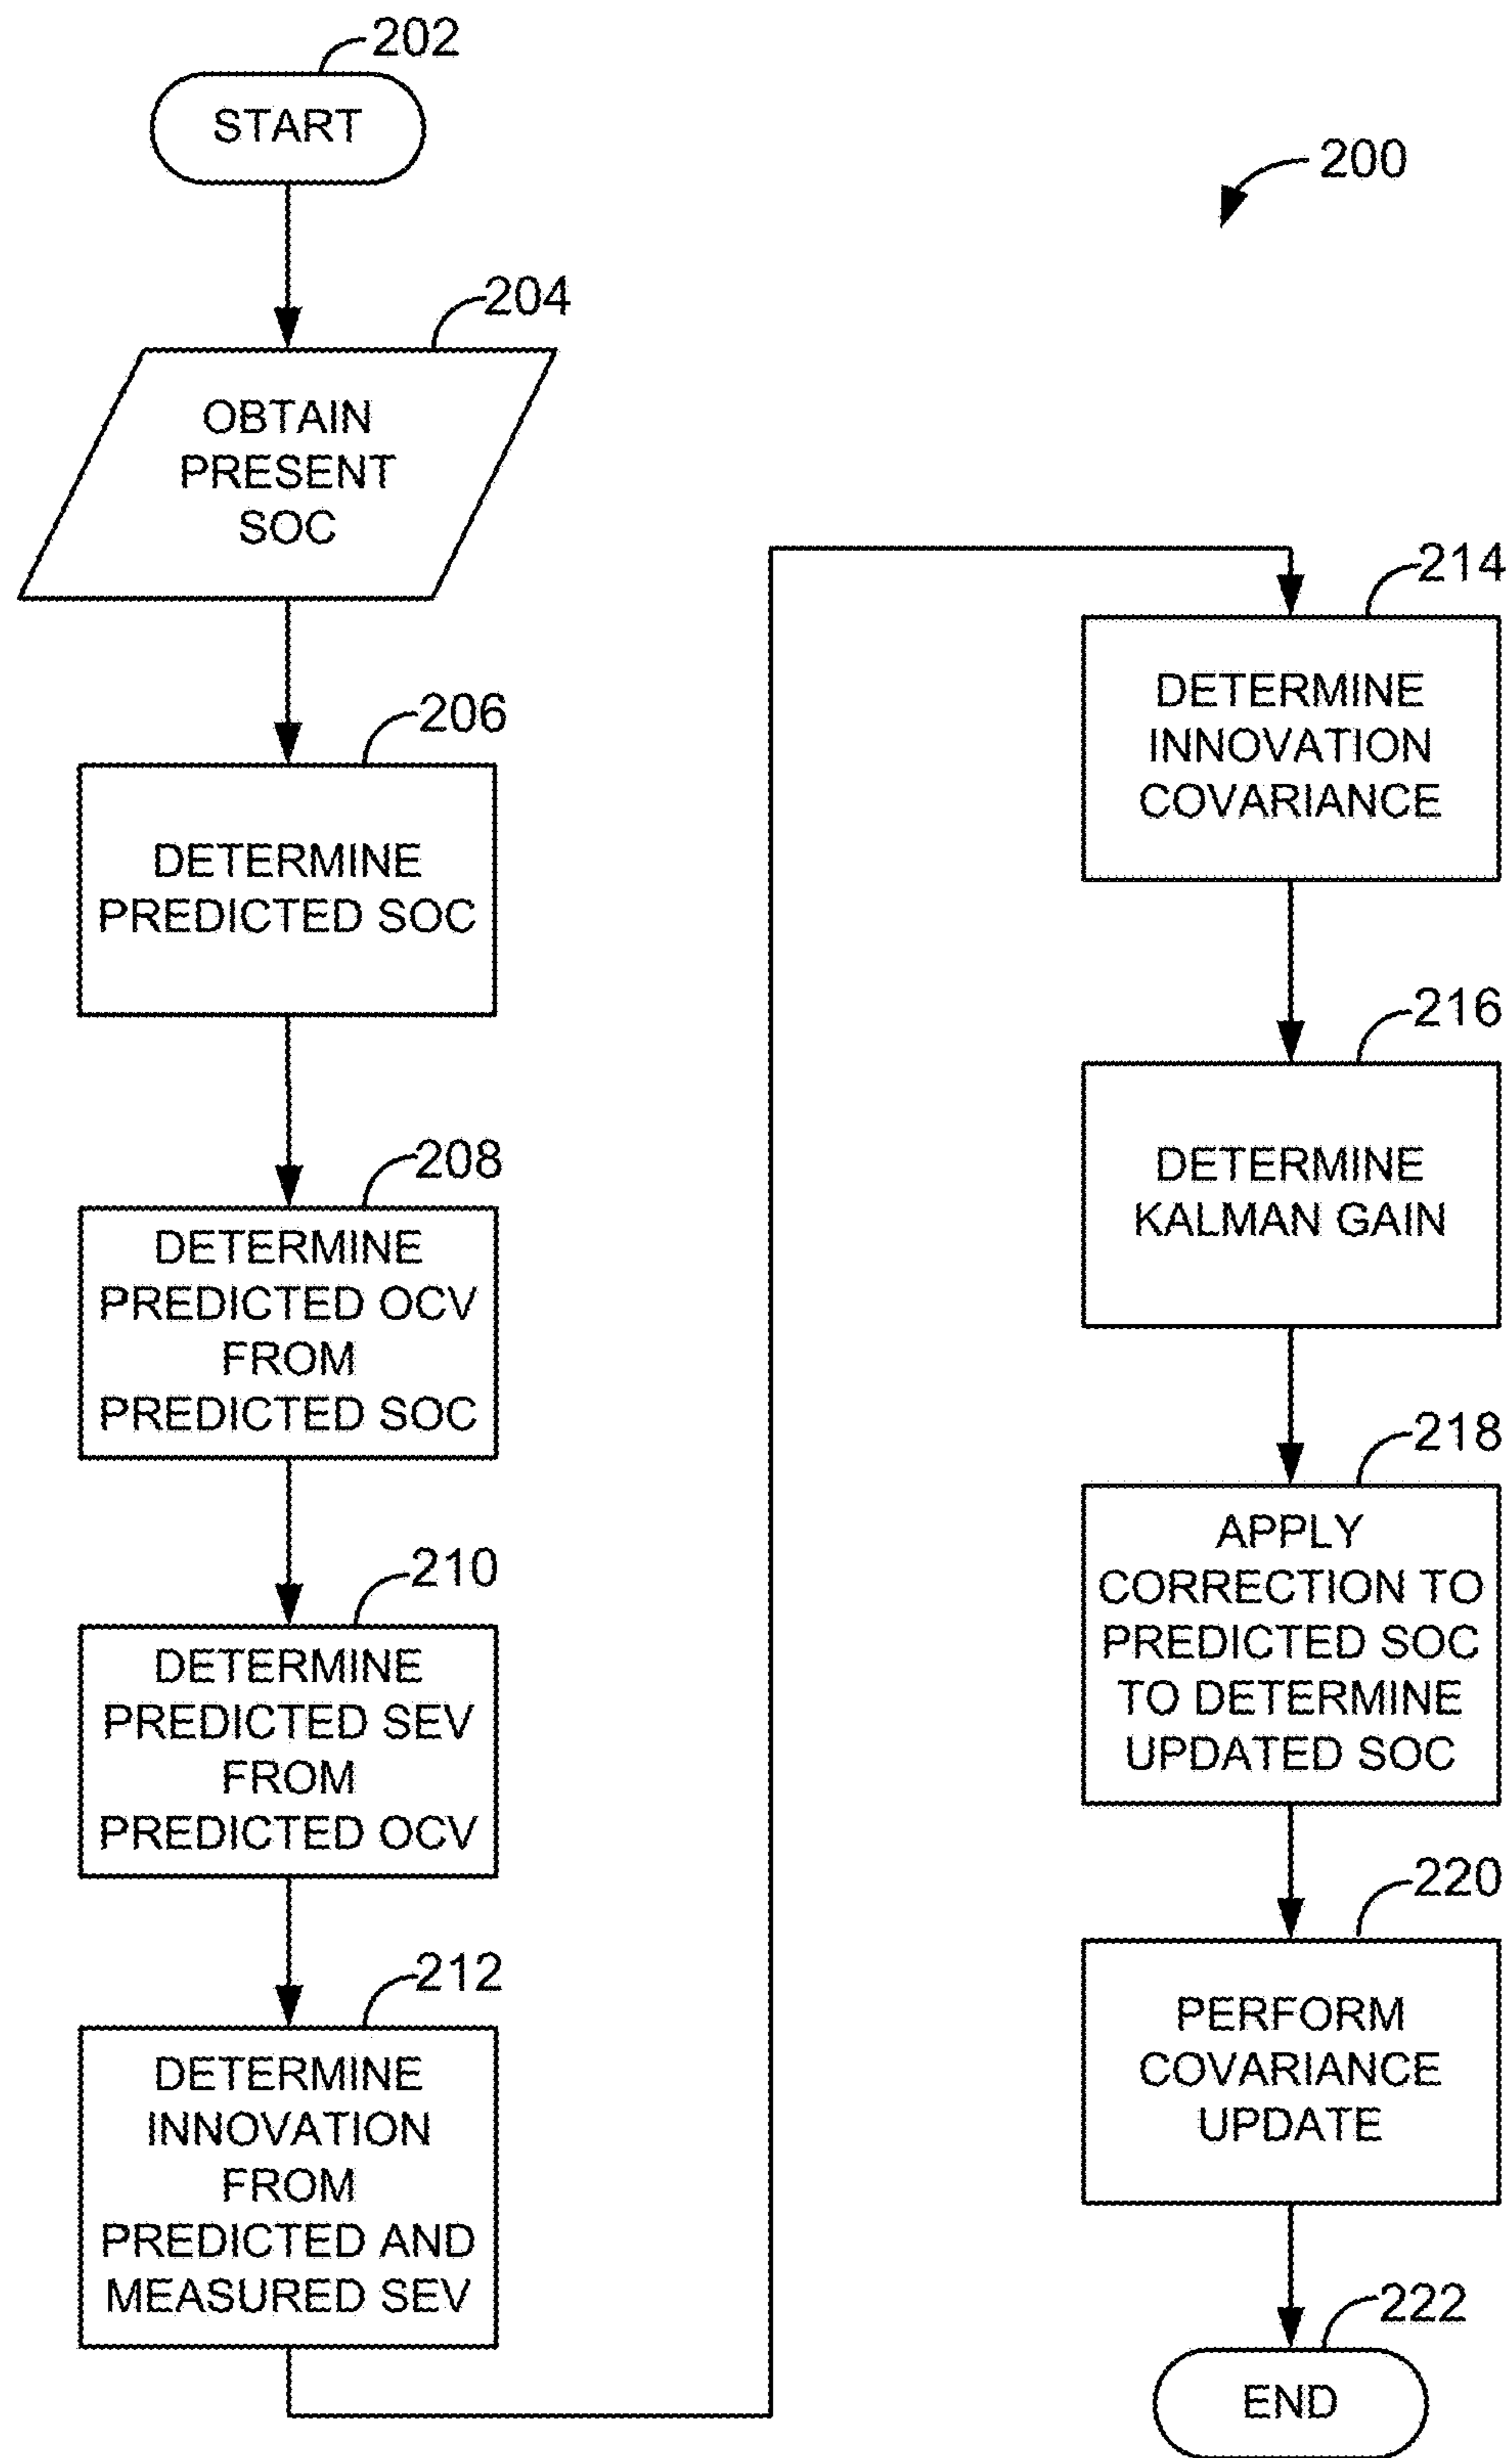 202
START
200
204
OBTAIN
PRESENT
SOC
206
DETERMINE
PREDICTED SOC
208
DETERMINE
PREDICTED OCV
FROM
PREDICTED SOC
210
DETERMINE
PREDICTED SEV
FROM
PREDICTED OCV
212
DETERMINE
INNOVATION
FROM
PREDICTED AND
MEASURED SEV
214
DETERMINE
INNOVATION
COVARIANCE
216
DETERMINE
KALMAN GAIN
218
APPLY
CORRECTION TO
PREDICTED SOC
TO DETERMINE
UPDATED SOC
220
PERFORM
COVARIANCE
UPDATE
222
END